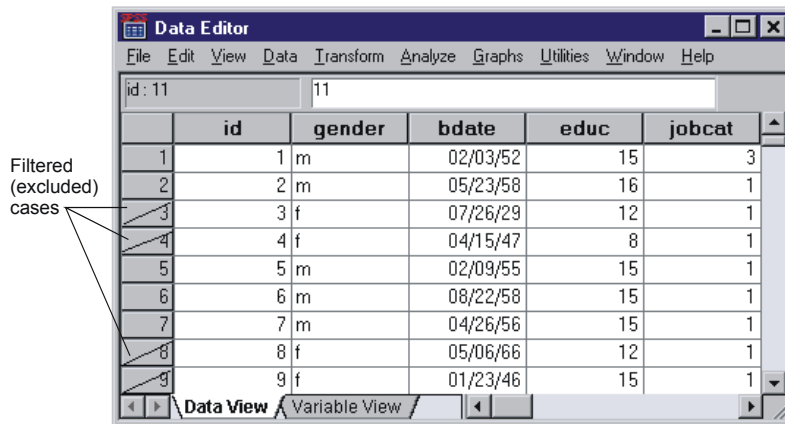 SPSS Data Editor
File Edit View Data Transform Analyze Graphs Utilities Window Help
id : 11 11
id gender bdate educ jobcat
1 1 m 02/03/52 15 3
2 2 m 05/23/58 16 1
3 3 f 07/26/29 12 1
4 4 f 04/15/47 8 1
5 5 m 02/09/55 15 1
6 6 m 08/22/58 15 1
7 7 m 04/26/56 15 1
8 8 f 05/06/66 12 1
9 9 f 01/23/46 15 1
Data View Variable View
Filtered
(excluded)
cases